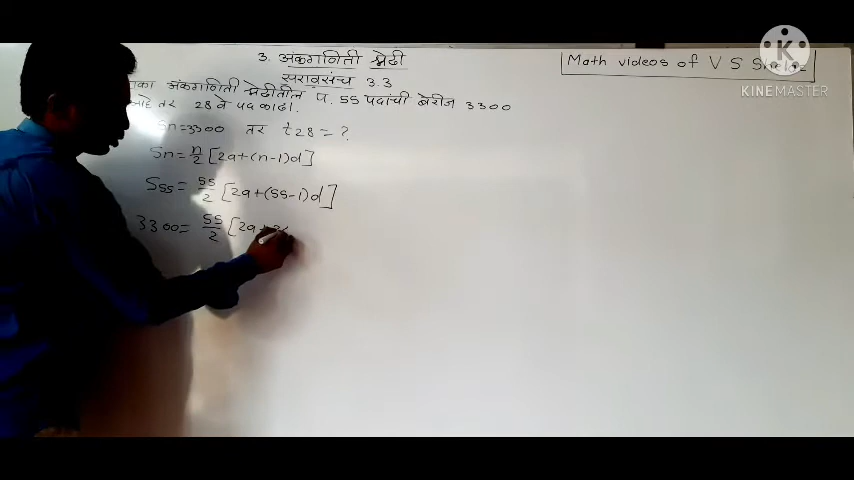 3. अंकगणिती श्रेढी
Math videos of V S
सरावसंच 3.3
KINEMASTER
अंकगणिती श्रेढीतील प. 55 पदांची बेरीज 3300
आहे तर 28 वे पद काढा.
Sn=3300 तर t28 = ?
Sn = n/2 [2a+(n-1)d]
S55 = 55/2 [2a+(55-1)d]
3300 = 55/2 [2a+